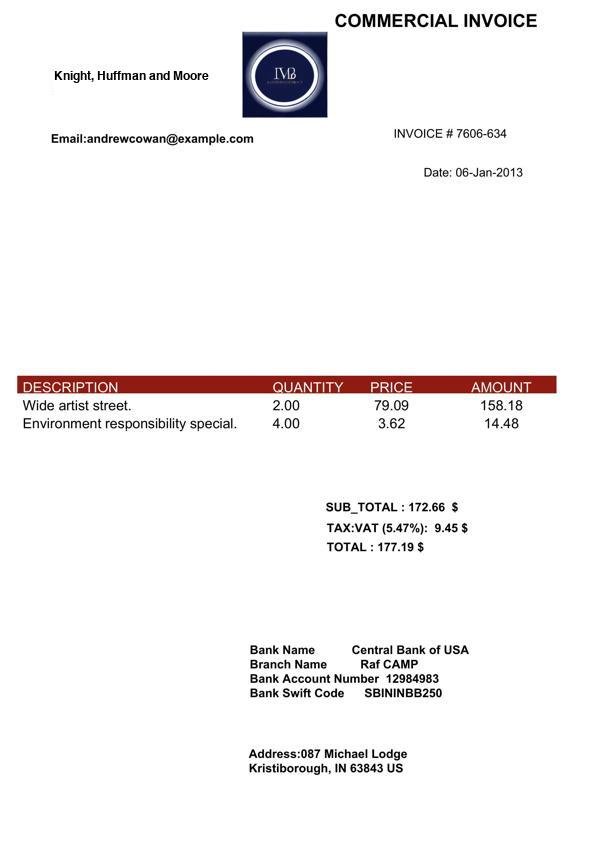 COMMERCIAL INVOICE
Knight, Huffman and Moore
Email:andrewcowan@example.com
INVOICE # 7606-634
Date: 06-Jan-2013
DESCRIPTION QUANTITY PRICE AMOUNT
Wide artist street. 2.00 79.09 158.18
Environment responsibility special. 4.00 3.62 14.48
SUB_TOTAL : 172.66 $
TAX:VAT (5.47%): 9.45 $
TOTAL : 177.19 $
Bank Name Central Bank of USA
Branch Name Raf CAMP
Bank Account Number 12984983
Bank Swift Code SBININBB250
Address:087 Michael Lodge
Kristiborough, IN 63843 US